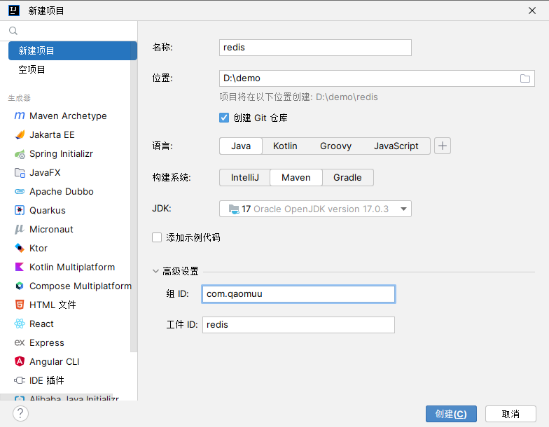 新建项目
新建项目
空项目
生成器
Maven Archetype
Jakarta EE
Spring Initializr
JavaFX
Apache Dubbo
Quarkus
Micronaut
Ktor
Kotlin Multiplatform
Compose Multiplatform
HTML 文件
React
Express
Angular CLI
IDE 插件
Alibaba Java Initializr
名称: redis
位置: D:\demo
项目将在以下位置创建: D:\demo\redis
创建 Git 仓库
语言: Java Kotlin Groovy JavaScript +
构建系统: IntelliJ Maven Gradle
JDK: 17 Oracle OpenJDK version 17.0.3
添加示例代码
高级设置
组 ID: com.qaomuu
工件 ID: redis
? 创建(C) 取消